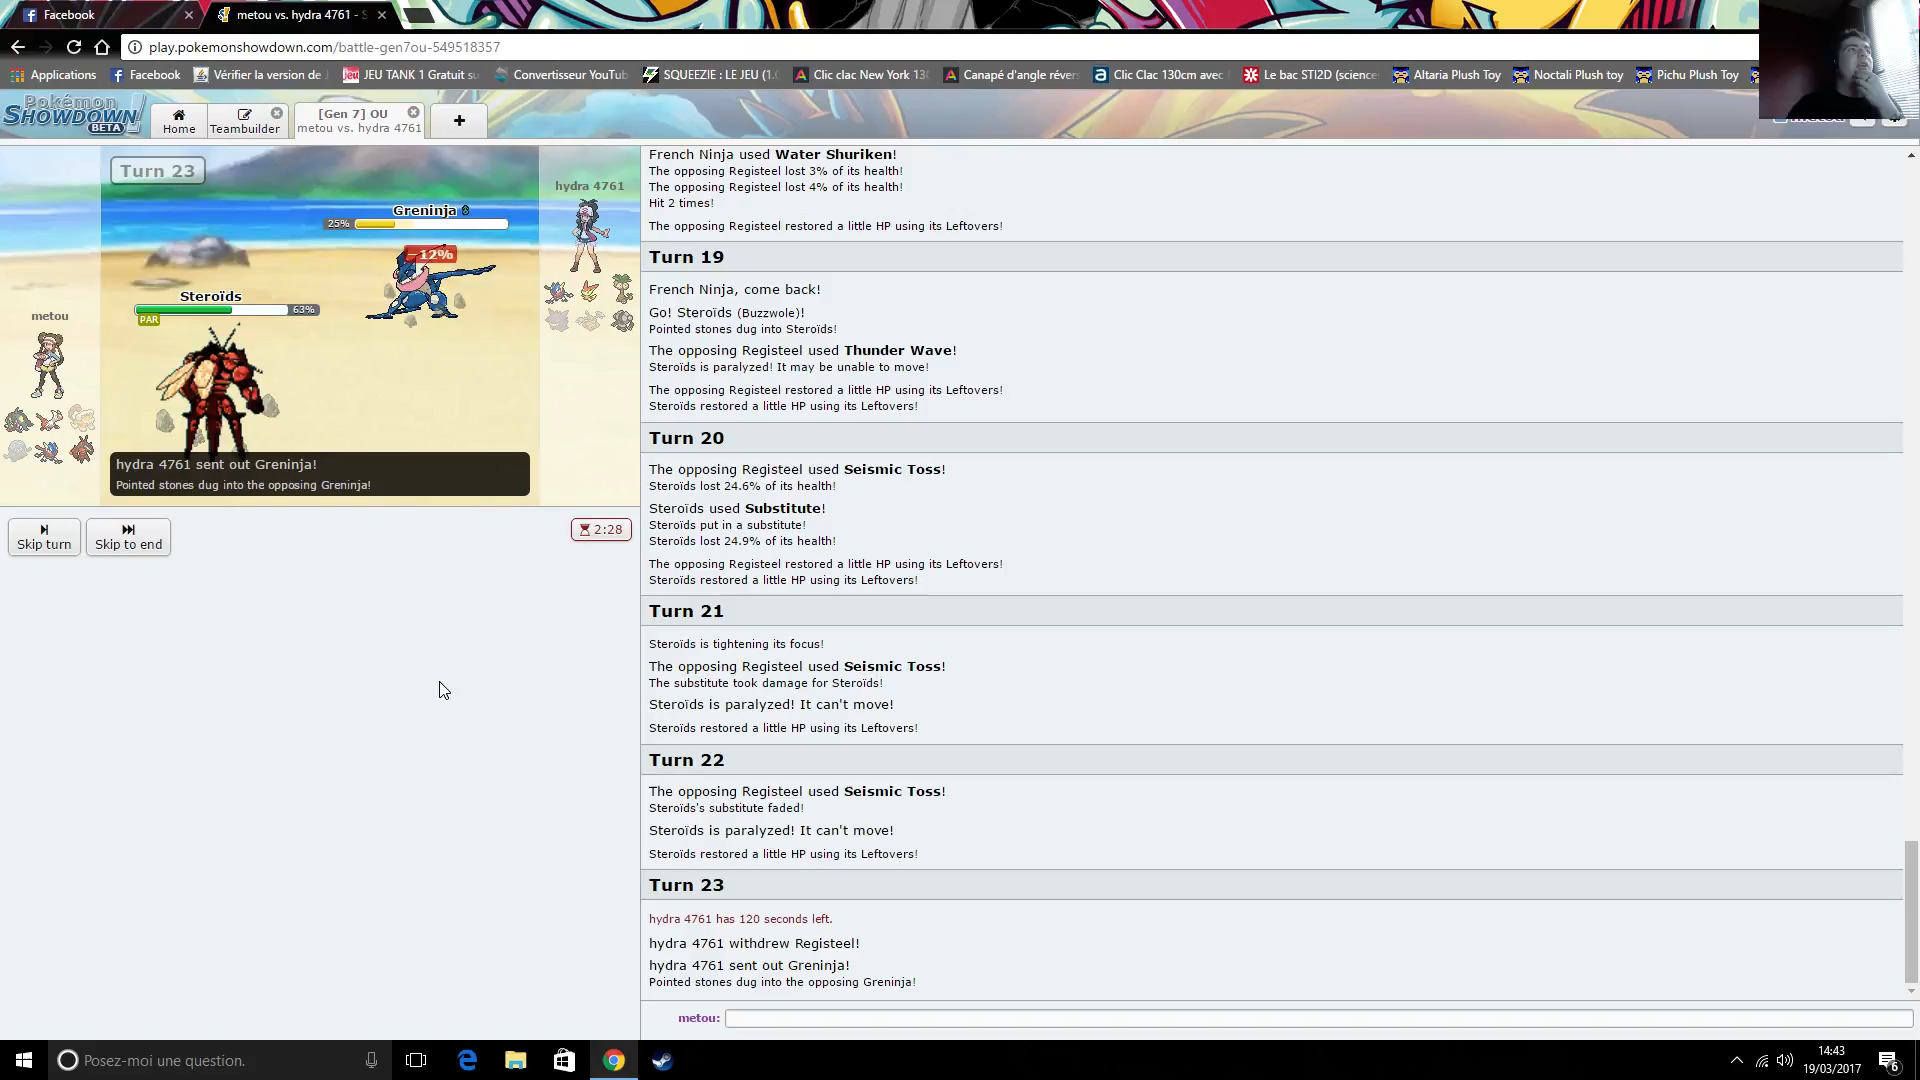 Facebook
metou vs. hydra 4761 - S
play.pokemonshowdown.com/battle-gen7ou-549518357
Applications
Facebook
Vérifier la version de J
JEU TANK 1 Gratuit su
Convertisseur YouTub
SQUEEZIE : LE JEU (1.0
Clic clac New York 130
Canapé d'angle révers
Clic Clac 130cm avec
Le bac STI2D (science
Altaria Plush Toy
Noctali Plush toy
Pichu Plush Toy
Pokémon
SHOWDOWN!
BETA
Home
Teambuilder
[Gen 7] OU
metou vs. hydra 4761
Turn 23
Greninja
25%
-12%
Steroïds
63%
PAR
metou
hydra 4761
hydra 4761 sent out Greninja!
Pointed stones dug into the opposing Greninja!
Skip turn
Skip to end
2:28
French Ninja used Water Shuriken!
The opposing Registeel lost 3% of its health!
The opposing Registeel lost 4% of its health!
Hit 2 times!
The opposing Registeel restored a little HP using its Leftovers!
Turn 19
French Ninja, come back!
Go! Steroïds (Buzzwole)!
Pointed stones dug into Steroïds!
The opposing Registeel used Thunder Wave!
Steroïds is paralyzed! It may be unable to move!
The opposing Registeel restored a little HP using its Leftovers!
Steroïds restored a little HP using its Leftovers!
Turn 20
The opposing Registeel used Seismic Toss!
Steroïds lost 24.6% of its health!
Steroïds used Substitute!
Steroïds put in a substitute!
Steroïds lost 24.9% of its health!
The opposing Registeel restored a little HP using its Leftovers!
Steroïds restored a little HP using its Leftovers!
Turn 21
Steroïds is tightening its focus!
The opposing Registeel used Seismic Toss!
The substitute took damage for Steroïds!
Steroïds is paralyzed! It can't move!
Steroïds restored a little HP using its Leftovers!
Turn 22
The opposing Registeel used Seismic Toss!
Steroïds's substitute faded!
Steroïds is paralyzed! It can't move!
Steroïds restored a little HP using its Leftovers!
Turn 23
hydra 4761 has 120 seconds left.
hydra 4761 withdrew Registeel!
hydra 4761 sent out Greninja!
Pointed stones dug into the opposing Greninja!
metou:
Posez-moi une question.
14:43
19/03/2017
6